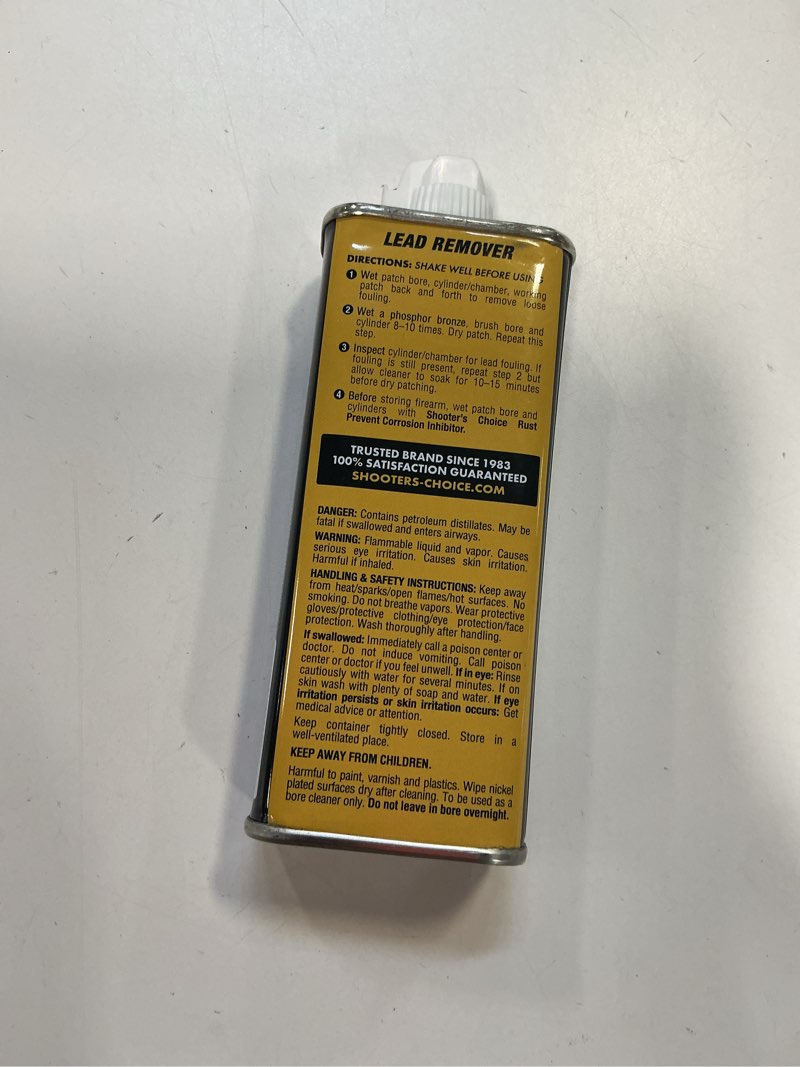 LEAD REMOVER
DIRECTIONS: SHAKE WELL BEFORE USING
1 Wet patch bore, cylinder/chamber, working
patch back and forth to remove loose
fouling.
2 Wet a phosphor bronze, brush bore and
cylinder 8–10 times. Dry patch. Repeat this
step.
3 Inspect cylinder/chamber for lead fouling. If
fouling is still present, repeat step 2 but
allow cleaner to soak for 10–15 minutes
before dry patching.
4 Before storing firearm, wet patch bore and
cylinders with Shooter's Choice Rust
Prevent Corrosion Inhibitor.
TRUSTED BRAND SINCE 1983
100% SATISFACTION GUARANTEED
SHOOTERS-CHOICE.COM
DANGER: Contains petroleum distillates. May be
fatal if swallowed and enters airways.
WARNING: Flammable liquid and vapor. Causes
serious eye irritation. Causes skin irritation.
Harmful if inhaled.
HANDLING & SAFETY INSTRUCTIONS: Keep away
from heat/sparks/open flames/hot surfaces. No
smoking. Do not breathe vapors. Wear protective
gloves/protective clothing/eye protection/face
protection. Wash thoroughly after handling.
If swallowed: Immediately call a poison center or
doctor. Do not induce vomiting. Call poison
center or doctor if you feel unwell. If in eye: Rinse
cautiously with water for several minutes. If on
skin wash with plenty of soap and water. If eye
irritation persists or skin irritation occurs: Get
medical advice or attention.
Keep container tightly closed. Store in a
well-ventilated place.
KEEP AWAY FROM CHILDREN.
Harmful to paint, varnish and plastics. Wipe nickel
plated surfaces dry after cleaning. To be used as a
bore cleaner only. Do not leave in bore overnight.